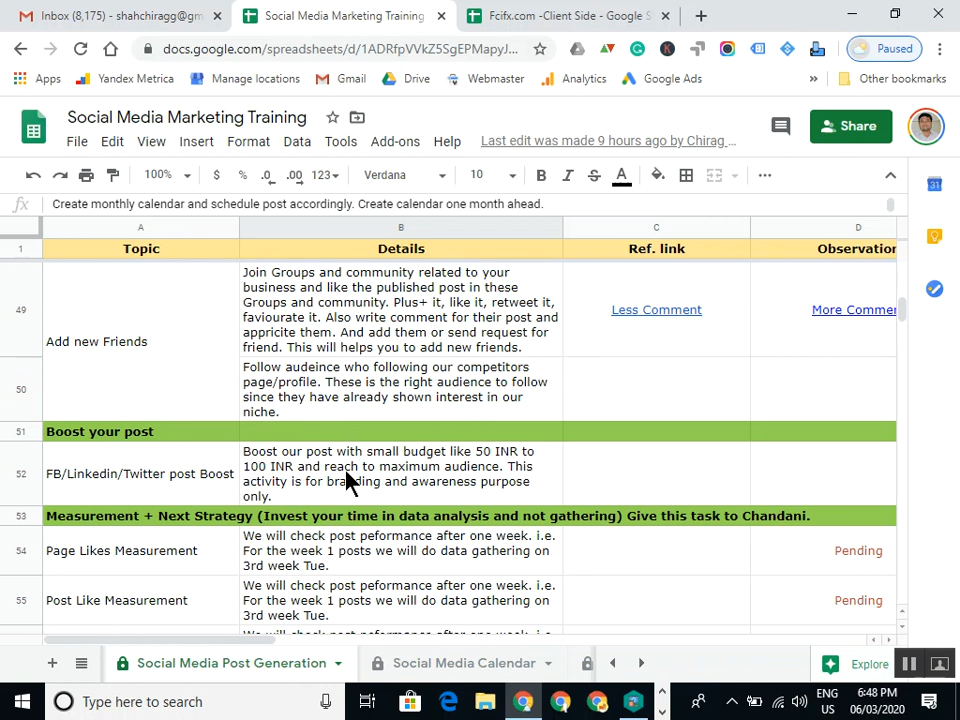 Inbox (8,175) - shahchiragg@gm
Social Media Marketing Training
Fcifx.com -Client Side - Google S
docs.google.com/spreadsheets/d/1ADRfpVVkZ5SgEPMapyJ...
Paused
Apps
Yandex Metrica
Manage locations
Gmail
Drive
Webmaster
Analytics
Google Ads
»
Other bookmarks
Social Media Marketing Training
Share
File Edit View Insert Format Data Tools Add-ons Help
Last edit was made 9 hours ago by Chirag ...
100% $ % .0 .00 123 Verdana 10 B I S A
fx Create monthly calendar and schedule post accordingly. Create calendar one month ahead.
A B C D
1 Topic Details Ref. link Observation
49
Add new Friends
Join Groups and community related to your
business and like the published post in these
Groups and community. Plus+ it, like it, retweet it,
faviourate it. Also write comment for their post and
appricite them. And add them or send request for
friend. This will helps you to add new friends.
Less Comment
More Commen
50
Follow audeince who following our competitors
page/profile. These is the right audience to follow
since they have already shown interest in our
niche.
51 Boost your post
52 FB/Linkedin/Twitter post Boost
Boost our post with small budget like 50 INR to
100 INR and reach to maximum audience. This
activity is for branding and awareness purpose
only.
53 Measurement + Next Strategy (Invest your time in data analysis and not gathering) Give this task to Chandani.
54 Page Likes Measurement
We will check post peformance after one week. i.e.
For the week 1 posts we will do data gathering on
3rd week Tue.
Pending
55 Post Like Measurement
We will check post peformance after one week. i.e.
For the week 1 posts we will do data gathering on
3rd week Tue.
Pending
Social Media Post Generation
Social Media Calendar
Explore
Type here to search
ENG
US
6:48 PM
06/03/2020